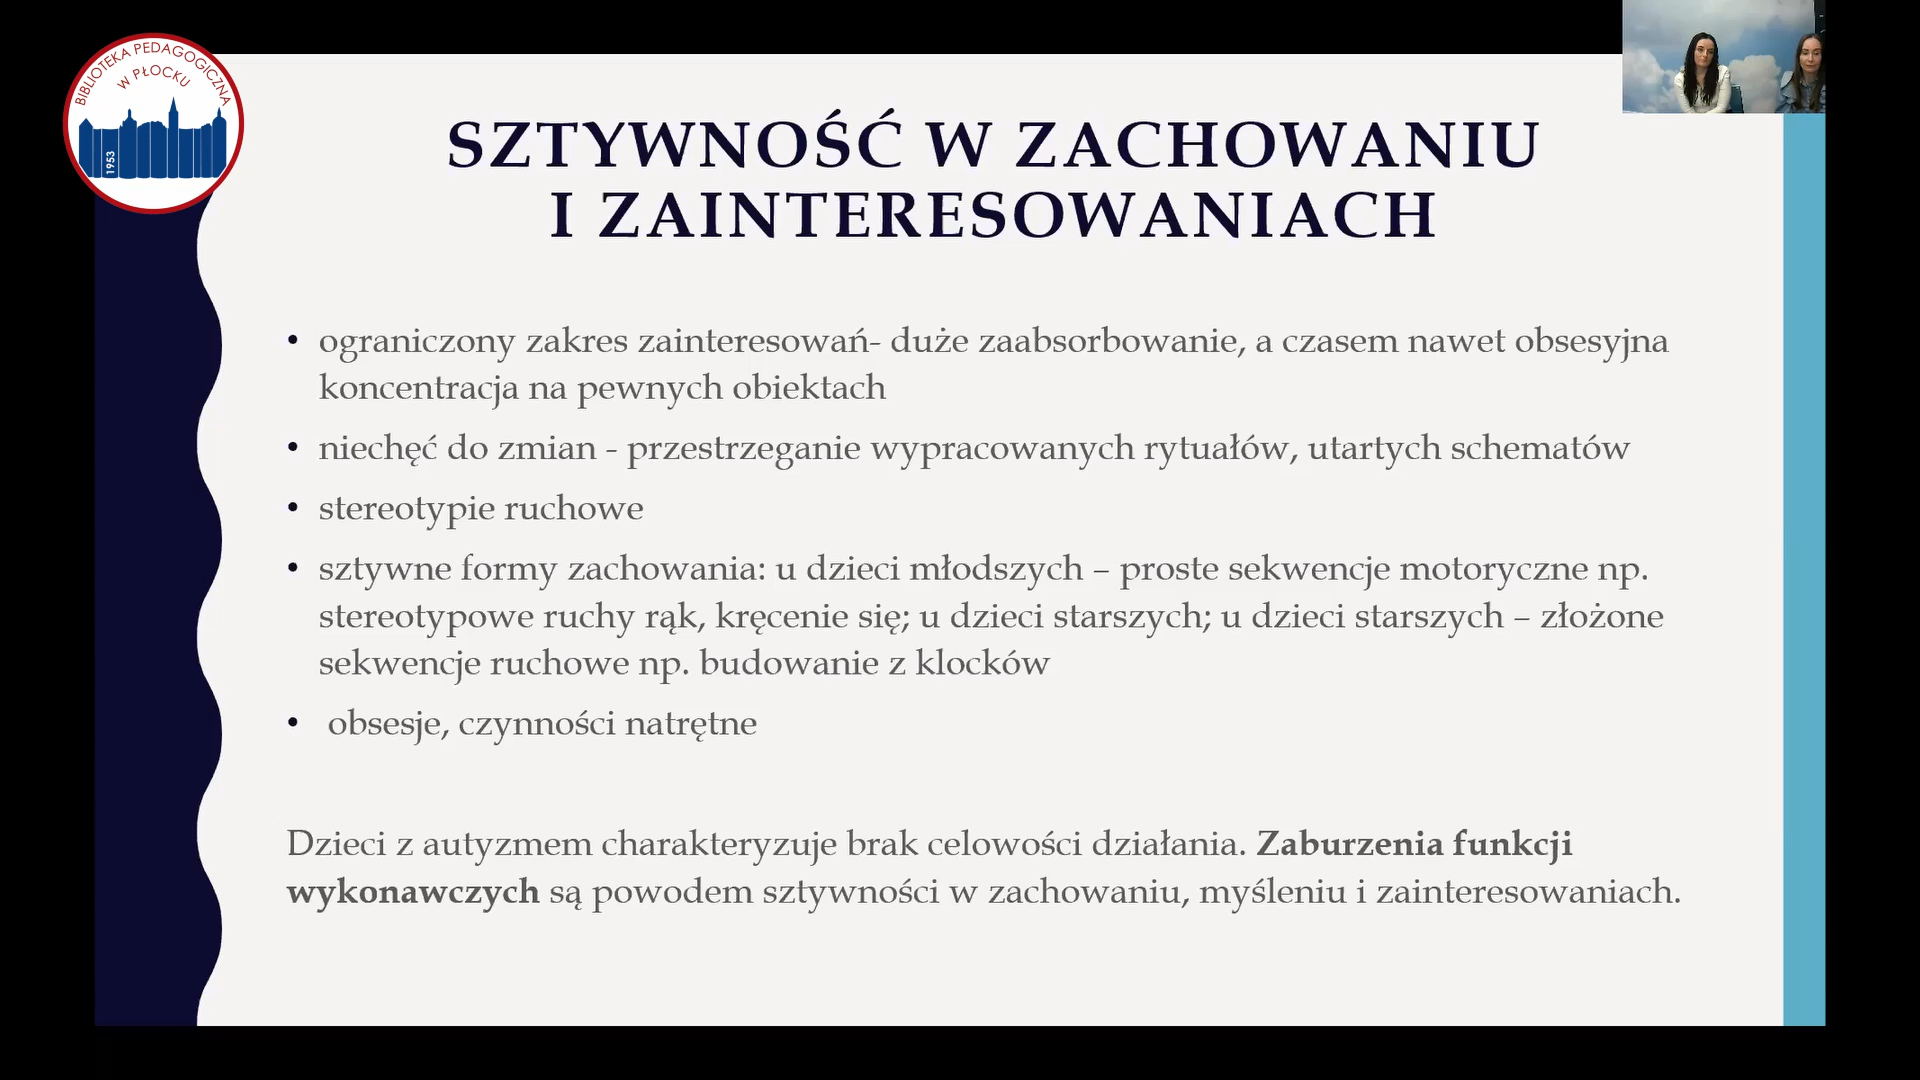 BIBLIOTEKA PEDAGOGICZNA
W PŁOCKU
1953
SZTYWNOŚĆ W ZACHOWANIU
I ZAINTERESOWANIACH
• ograniczony zakres zainteresowań- duże zaabsorbowanie, a czasem nawet obsesyjna
koncentracja na pewnych obiektach
• niechęć do zmian - przestrzeganie wypracowanych rytuałów, utartych schematów
• stereotypie ruchowe
• sztywne formy zachowania: u dzieci młodszych – proste sekwencje motoryczne np.
stereotypowe ruchy rąk, kręcenie się; u dzieci starszych; u dzieci starszych – złożone
sekwencje ruchowe np. budowanie z klocków
• obsesje, czynności natrętne
Dzieci z autyzmem charakteryzuje brak celowości działania. Zaburzenia funkcji
wykonawczych są powodem sztywności w zachowaniu, myśleniu i zainteresowaniach.